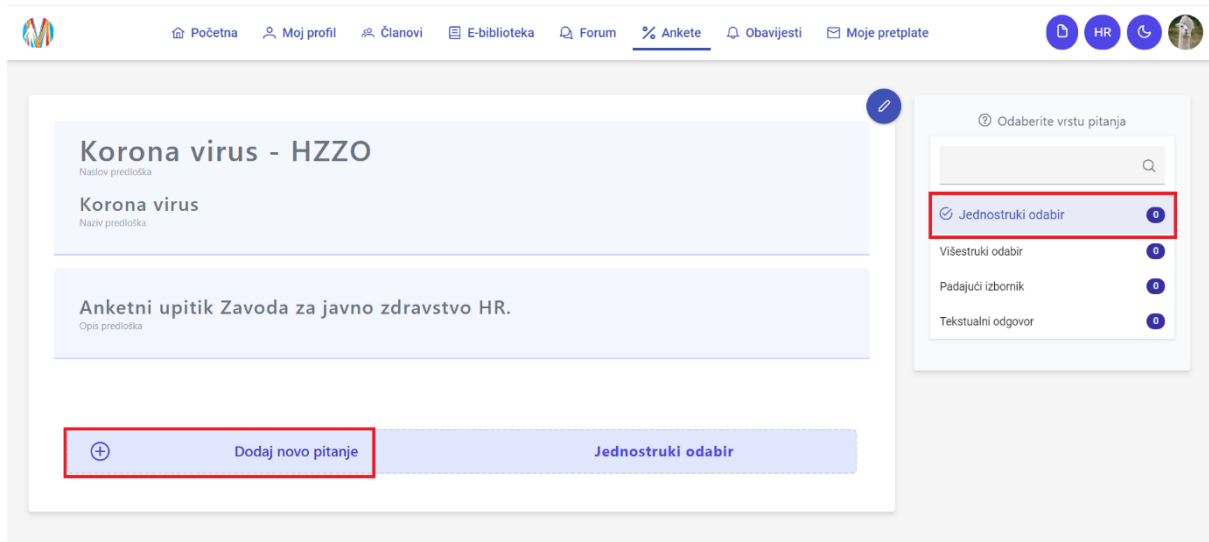 Početna Moj profil Članovi E-biblioteka Forum Ankete Obavijesti Moje pretplate HR
Korona virus - HZZO
Naslov predloška
Korona virus
Naziv predloška
Anketni upitik Zavoda za javno zdravstvo HR.
Opis predloška
Dodaj novo pitanje Jednostruki odabir
Odaberite vrstu pitanja
Jednostruki odabir 0
Višestruki odabir 0
Padajući izbornik 0
Tekstualni odgovor 0